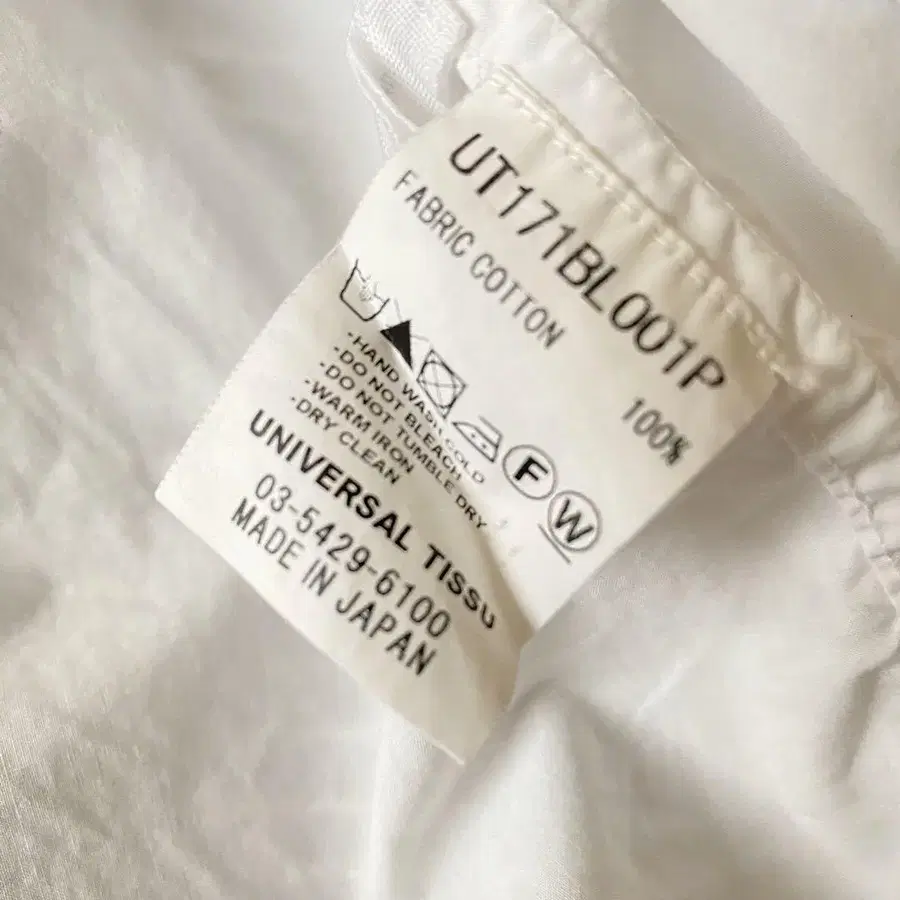 UT171BL001P
FABRIC COTTON 100%
F W
-HAND WASH COLD
-DO NOT BLEACH
-DO NOT TUMBLE DRY
-WARM IRON
-DRY CLEAN
UNIVERSAL TISSU
03-5429-6100
MADE IN JAPAN